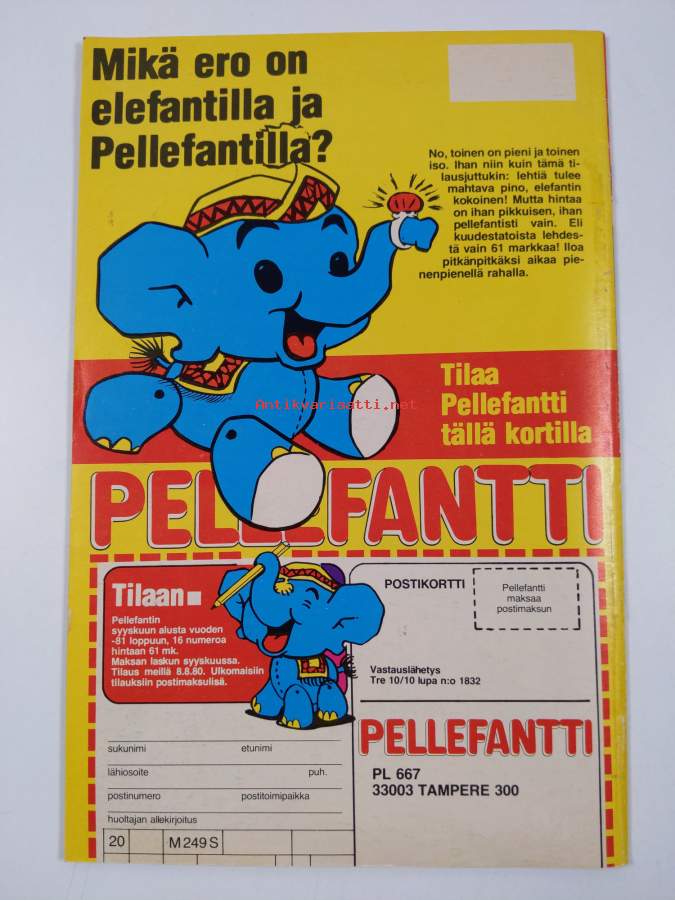 Mikä ero on
elefantilla ja
Pellefantilla?
No, toinen on pieni ja toinen
iso. Ihan niin kuin tämä ti-
lausjuttukin: lehtiä tulee
mahtava pino, elefantin
kokoinen! Mutta hintaa
on ihan pikkuisen, ihan
pellefantisti vain. Eli
kuudestatoista lehdes-
tä vain 61 markkaa! Iloa
pitkänpitkäksi aikaa pie-
nenpienellä rahalla.
Antikvariaatti.net
Tilaa
Pellefantti
tällä kortilla
PELLEFANTTI
Tilaan
Pellefantin
syyskuun alusta vuoden
-81 loppuun, 16 numeroa
hintaan 61 mk.
Maksan laskun syyskuussa.
Tilaus meillä 8.8.80. Ulkomaisiin
tilauksiin postimaksulisä.
sukunimi etunimi
lähiosoite puh.
postinumero postitoimipaikka
huoltajan allekirjoitus
20 M 249 S
POSTIKORTTI
Pellefantti
maksaa
postimaksun
Vastauslähetys
Tre 10/10 lupa n:o 1832
PELLEFANTTI
PL 667
33003 TAMPERE 300